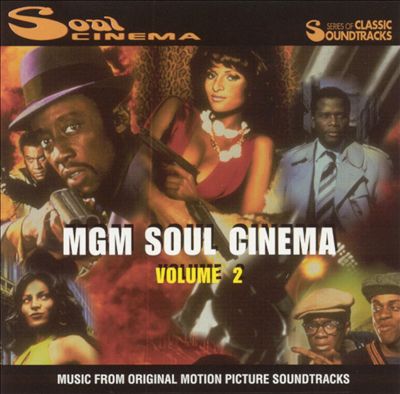 Soul
CINEMA
SERIES OF CLASSIC
SOUNDTRACKS
MGM SOUL CINEMA
VOLUME 2
MUSIC FROM ORIGINAL MOTION PICTURE SOUNDTRACKS